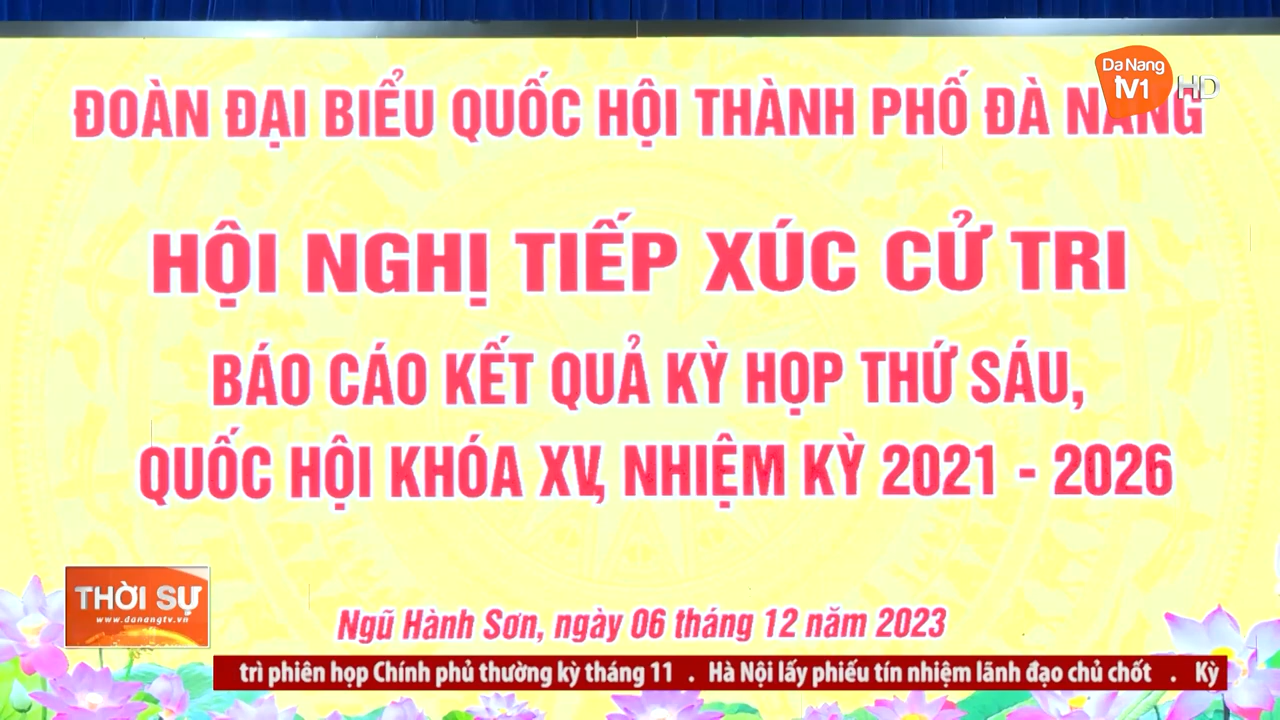 Da Nang
tv1 HD
ĐOÀN ĐẠI BIỂU QUỐC HỘI THÀNH PHỐ ĐÀ NẴNG
HỘI NGHỊ TIẾP XÚC CỬ TRI
BÁO CÁO KẾT QUẢ KỲ HỌP THỨ SÁU,
QUỐC HỘI KHÓA XV, NHIỆM KỲ 2021 - 2026
THỜI SỰ
www.danangtv.vn
Ngũ Hành Sơn, ngày 06 tháng 12 năm 2023
trì phiên họp Chính phủ thường kỳ tháng 11 . Hà Nội lấy phiếu tín nhiệm lãnh đạo chủ chốt . Kỳ